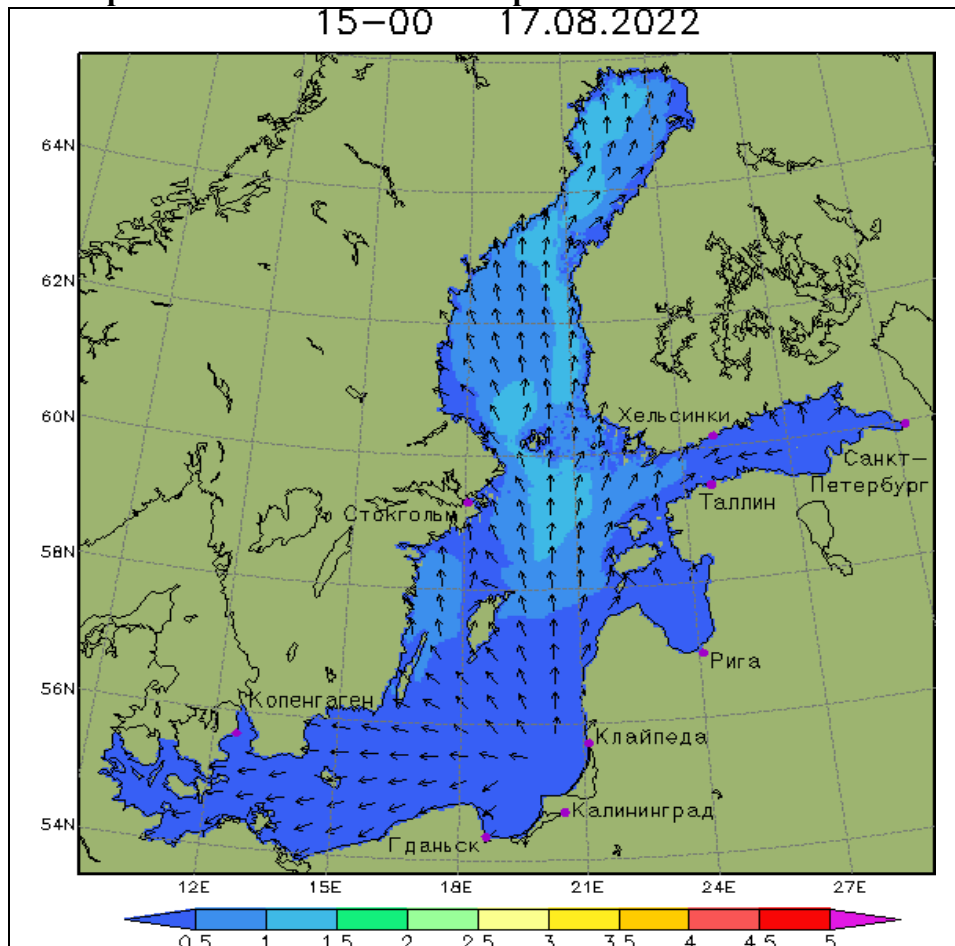 15-00 17.08.2022
64N
62N
60N
58N
56N
54N
Хельсинки
Санкт-
Петербург
Таллин
Стокгольм
Рига
Копенгаген
Клайпеда
Калининград
Гданьск
12E 15E 18E 21E 24E 27E
0.5 1 1.5 2 2.5 3 3.5 4 4.5 5